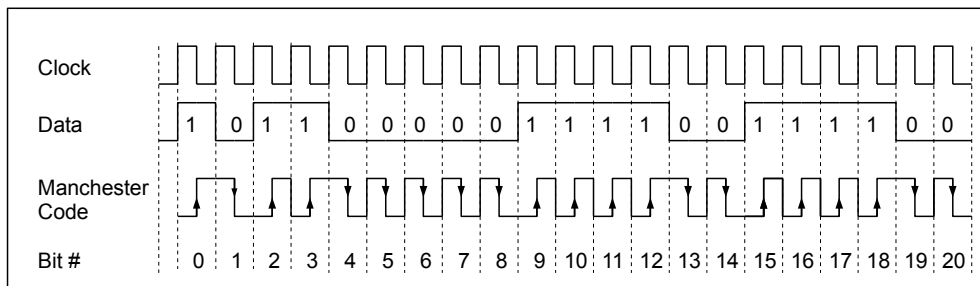 Clock
Data 1 0 1 1 0 0 0 0 0 1 1 1 1 0 0 1 1 1 1 0 0
Manchester
Code
Bit # 0 1 2 3 4 5 6 7 8 9 10 11 12 13 14 15 16 17 18 19 20